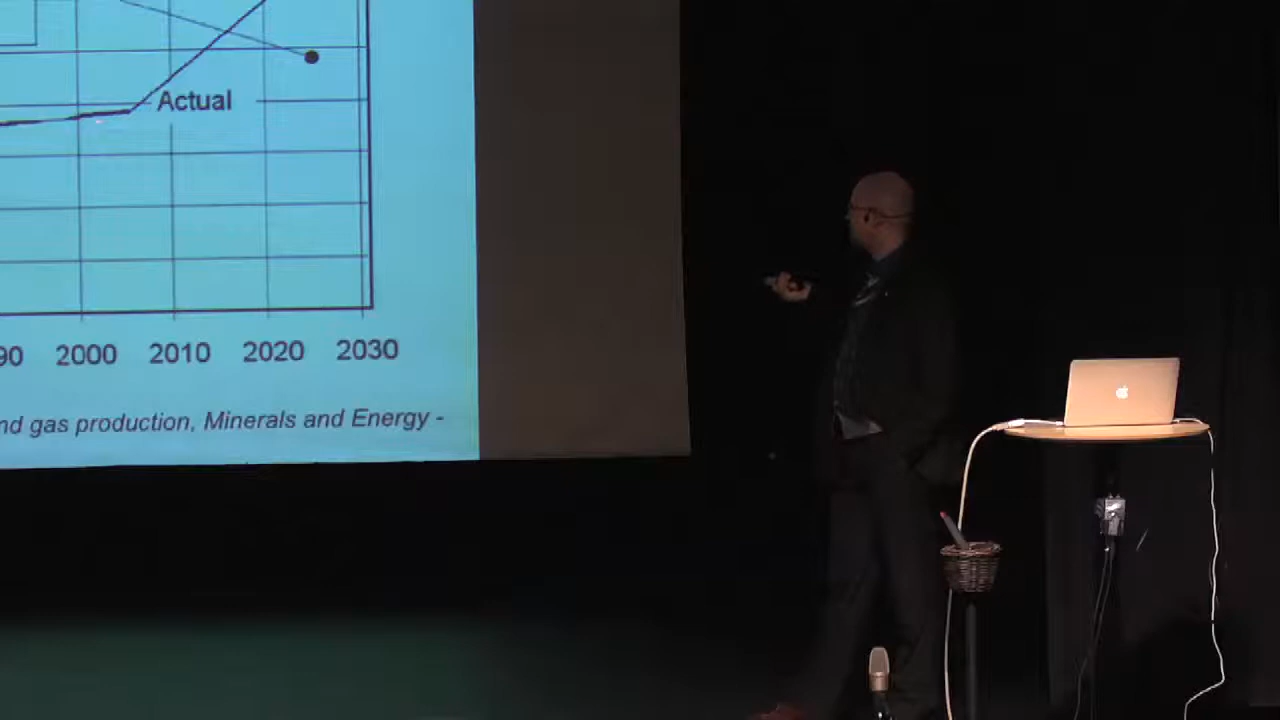 Actual
90 2000 2010 2020 2030
nd gas production, Minerals and Energy -